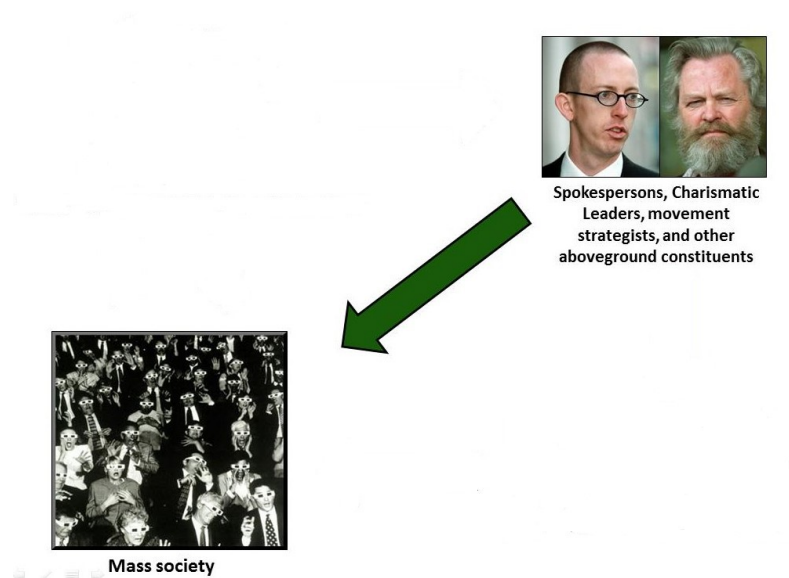 Spokespersons, Charismatic
Leaders, movement
strategists, and other
aboveground constituents
Mass society